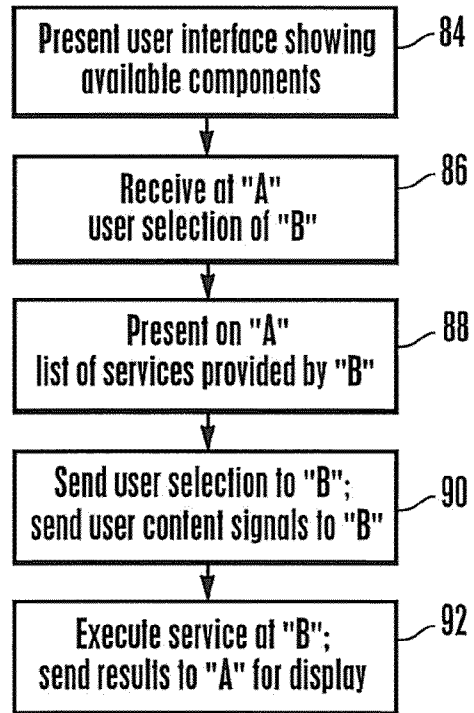 Present user interface showing
available components
84
Receive at "A"
user selection of "B"
86
Present on "A"
list of services provided by "B"
88
Send user selection to "B";
send user content signals to "B"
90
Execute service at "B";
send results to "A" for display
92